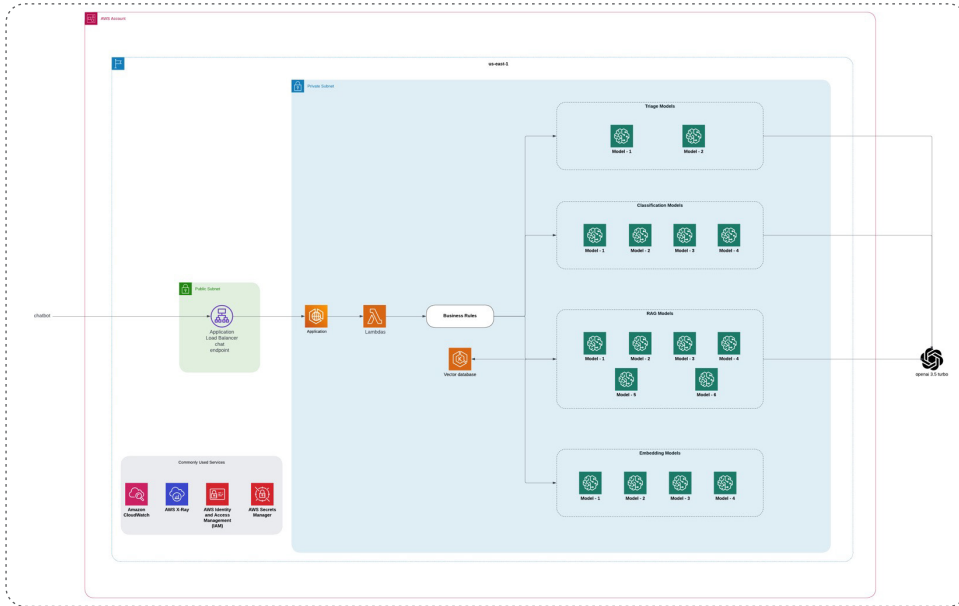 AWS Account
us-east-1
Private Subnet
Triage Models
Model - 1
Model - 2
Classification Models
Model - 1
Model - 2
Model - 3
Model - 4
Public Subnet
chatbot
Application
Load Balancer
chat
endpoint
Application
Lambdas
Business Rules
Vector database
RAG Models
Model - 1
Model - 2
Model - 3
Model - 4
Model - 5
Model - 6
openai 3.5 turbo
Embedding Models
Model - 1
Model - 2
Model - 3
Model - 4
Commonly Used Services
Amazon
CloudWatch
AWS X-Ray
AWS Identity
and Access
Management
(IAM)
AWS Secrets
Manager